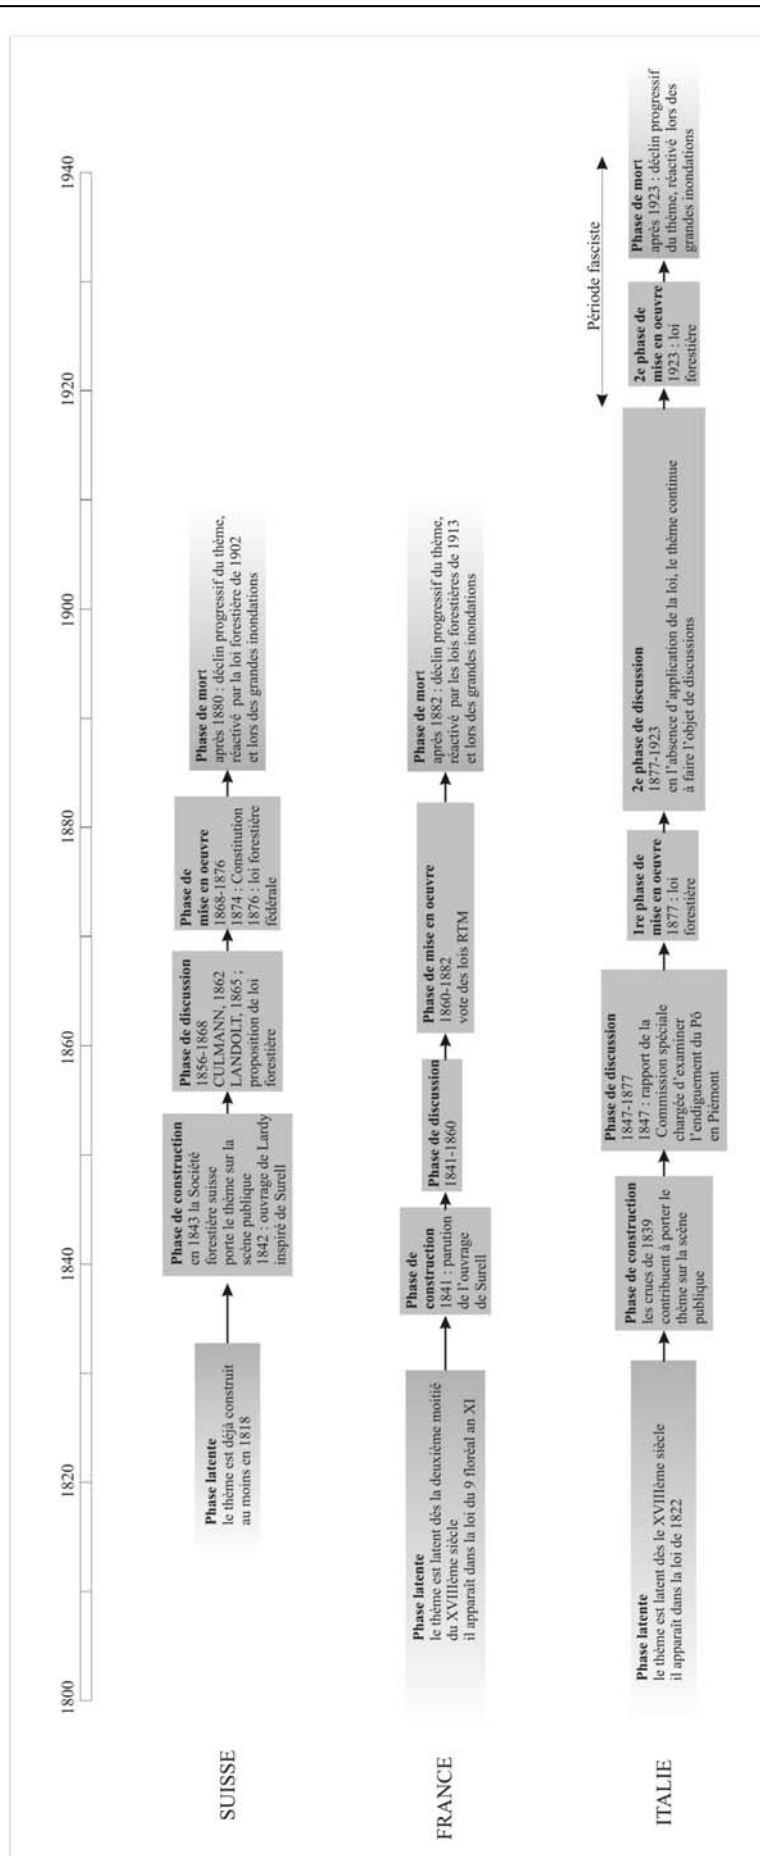 1800
1820
1840
1860
1880
1900
1920
1940
SUISSE
Phase latente
le thème est déjà construit
au moins en 1818
Phase de construction
en 1843 la Société
forestière suisse
porte le thème sur la
scène publique
1842 : ouvrage de Lardy
inspiré de Surell
Phase de discussion
1856-1868
CULMANN, 1862
LANDOLT, 1865 ;
proposition de loi
forestière
Phase de
mise en oeuvre
1868-1876
1874 : Constitution
1876 : loi forestière
fédérale
Phase de mort
après 1880 : déclin progressif du thème,
réactivé par la loi forestière de 1902
et lors des grandes inondations
FRANCE
Phase latente
le thème est latent dès la deuxième moitié
du XVIIIème siècle
il apparaît dans la loi du 9 floréal an XI
Phase de
construction
1841 : parution
de l'ouvrage
de Surell
Phase de discussion
1841-1860
Phase de mise en oeuvre
1860-1882
vote des lois RTM
Phase de mort
après 1882 : déclin progressif du thème,
réactivé par les lois forestières de 1913
et lors des grandes inondations
Période fasciste
ITALIE
Phase latente
le thème est latent dès le XVIIIème siècle
il apparaît dans la loi de 1822
Phase de construction
les crues de 1839
contribuent à porter le
thème sur la scène
publique
Phase de discussion
1847-1877
1847 : rapport de la
Commission spéciale
chargée d'examiner
l'endiguement du Pô
en Piémont
1re phase de
mise en oeuvre
1877 : loi
forestière
2e phase de discussion
1877-1923
en l'absence d'application de la loi, le thème continue
à faire l'objet de discussions
2e phase de
mise en oeuvre
1923 : loi
forestière
Phase de mort
après 1923 : déclin progressif
du thème, réactivé lors des
grandes inondations